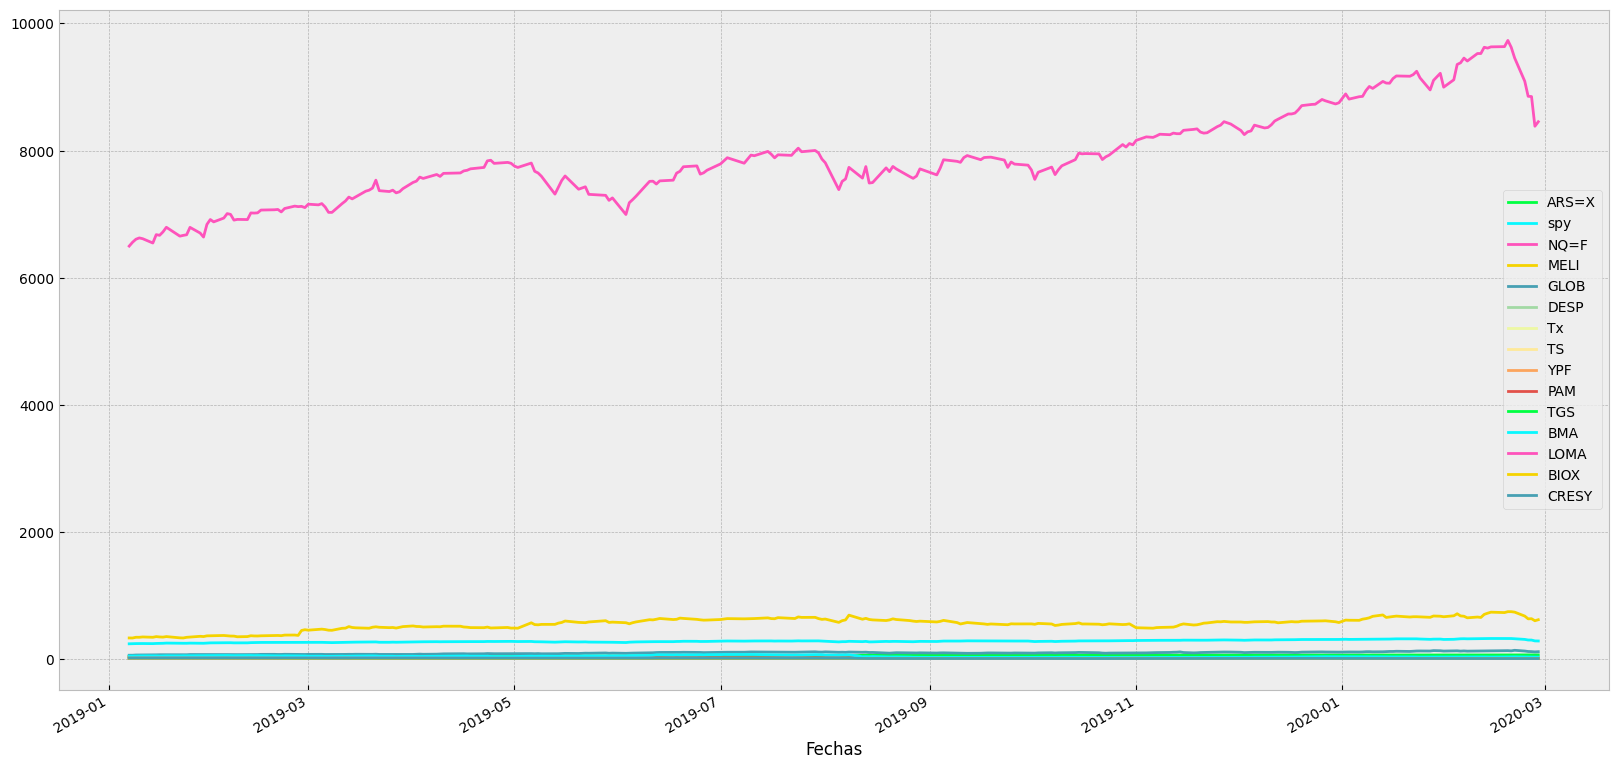 10000
8000
6000
4000
2000
0
ARS=X
spy
NQ=F
MELI
GLOB
DESP
Tx
TS
YPF
PAM
TGS
BMA
LOMA
BIOX
CRESY
2019-01
2019-03
2019-05
2019-07
2019-09
2019-11
2020-01
2020-03
Fechas